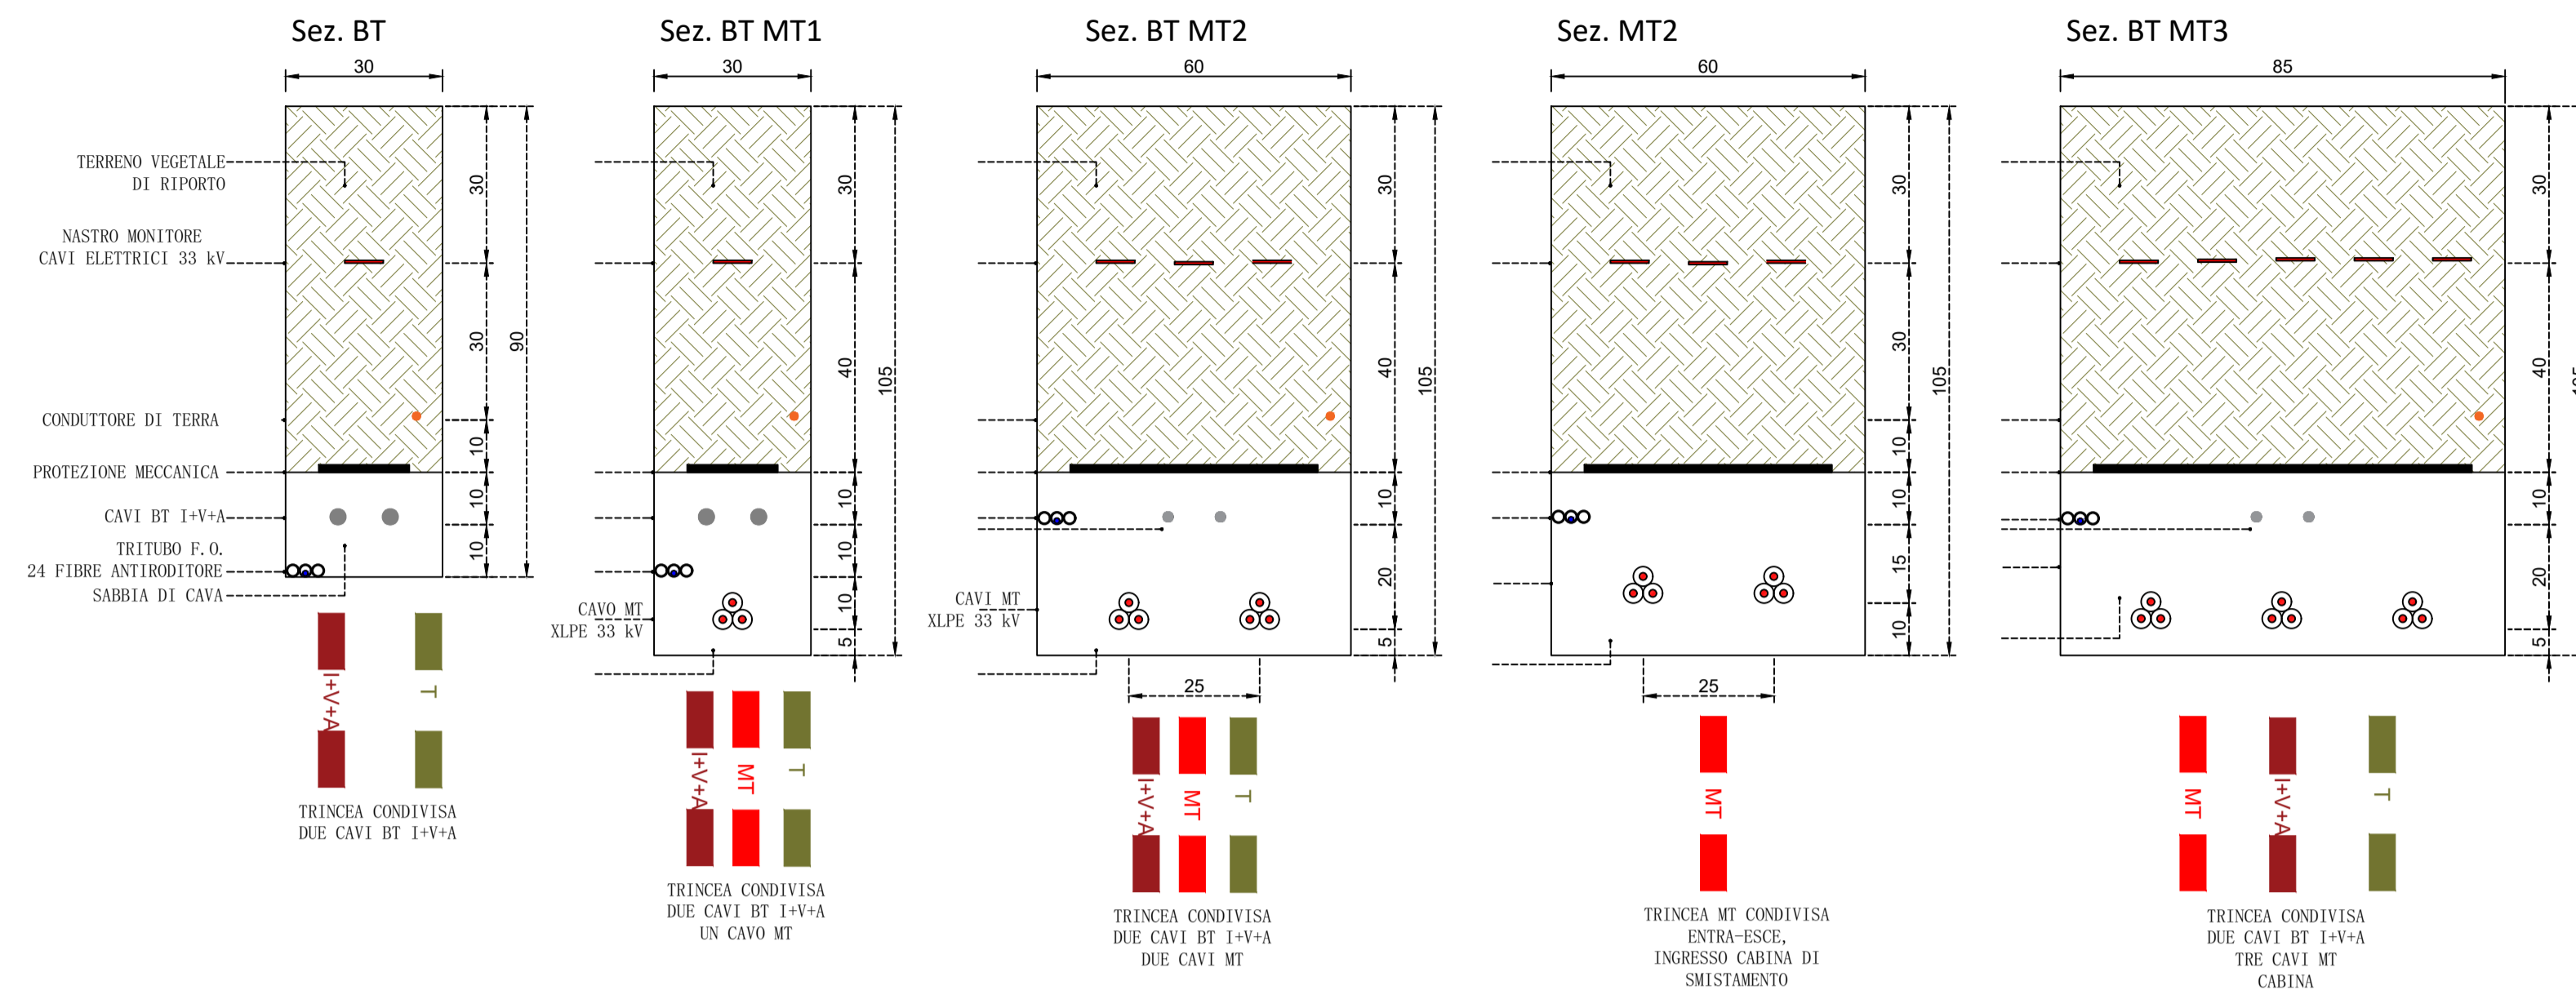 Sez. BT
Sez. BT MT1
Sez. BT MT2
Sez. MT2
Sez. BT MT3
30
30
60
60
85
TERRENO VEGETALE
DI RIPORTO
NASTRO MONITORE
CAVI ELETTRICI 33 kV
CONDUTTORE DI TERRA
PROTEZIONE MECCANICA
CAVI BT I+V+A
TRITUBO F.O.
24 FIBRE ANTIRODITORE
SABBIA DI CAVA
30
30
10
10
10
90
I+V+A
T
TRINCEA CONDIVISA
DUE CAVI BT I+V+A
CAVO MT
XLPE 33 kV
30
40
10
10
10
5
105
I+V+A
MT
T
TRINCEA CONDIVISA
DUE CAVI BT I+V+A
UN CAVO MT
CAVI MT
XLPE 33 kV
30
40
10
20
5
105
25
I+V+A
MT
T
TRINCEA CONDIVISA
DUE CAVI BT I+V+A
DUE CAVI MT
30
30
10
10
15
10
105
25
MT
TRINCEA MT CONDIVISA
ENTRA-ESCE,
INGRESSO CABINA DI
SMISTAMENTO
30
40
10
20
5
MT
I+V+A
T
TRINCEA CONDIVISA
DUE CAVI BT I+V+A
TRE CAVI MT
CABINA